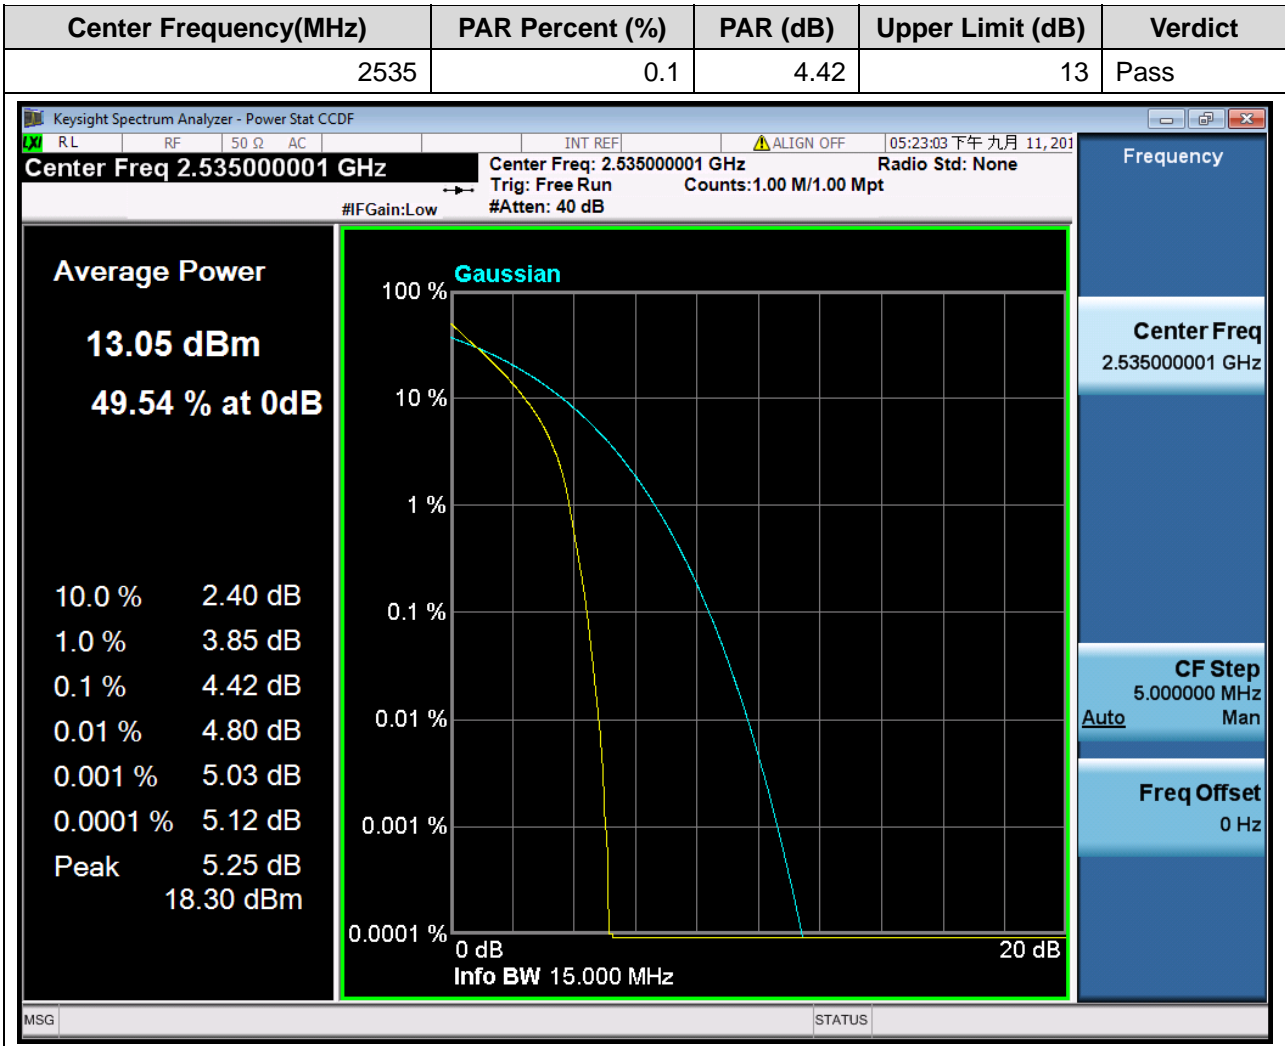 Center Frequency(MHz) PAR Percent (%) PAR (dB) Upper Limit (dB) Verdict
2535 0.1 4.42 13 Pass
Keysight Spectrum Analyzer - Power Stat CCDF
LXI RL RF 50 Ω AC INT REF ALIGN OFF 05:23:03 下午 九月 11, 201
Center Freq 2.535000001 GHz
Center Freq: 2.535000001 GHz Radio Std: None
Trig: Free Run Counts:1.00 M/1.00 Mpt
#IFGain:Low #Atten: 40 dB
Average Power
13.05 dBm
49.54 % at 0dB
10.0 % 2.40 dB
1.0 % 3.85 dB
0.1 % 4.42 dB
0.01 % 4.80 dB
0.001 % 5.03 dB
0.0001 % 5.12 dB
Peak 5.25 dB
18.30 dBm
Gaussian
100 %
10 %
1 %
0.1 %
0.01 %
0.001 %
0.0001 %
0 dB 20 dB
Info BW 15.000 MHz
Frequency
Center Freq
2.535000001 GHz
CF Step
5.000000 MHz
Auto Man
Freq Offset
0 Hz
MSG STATUS